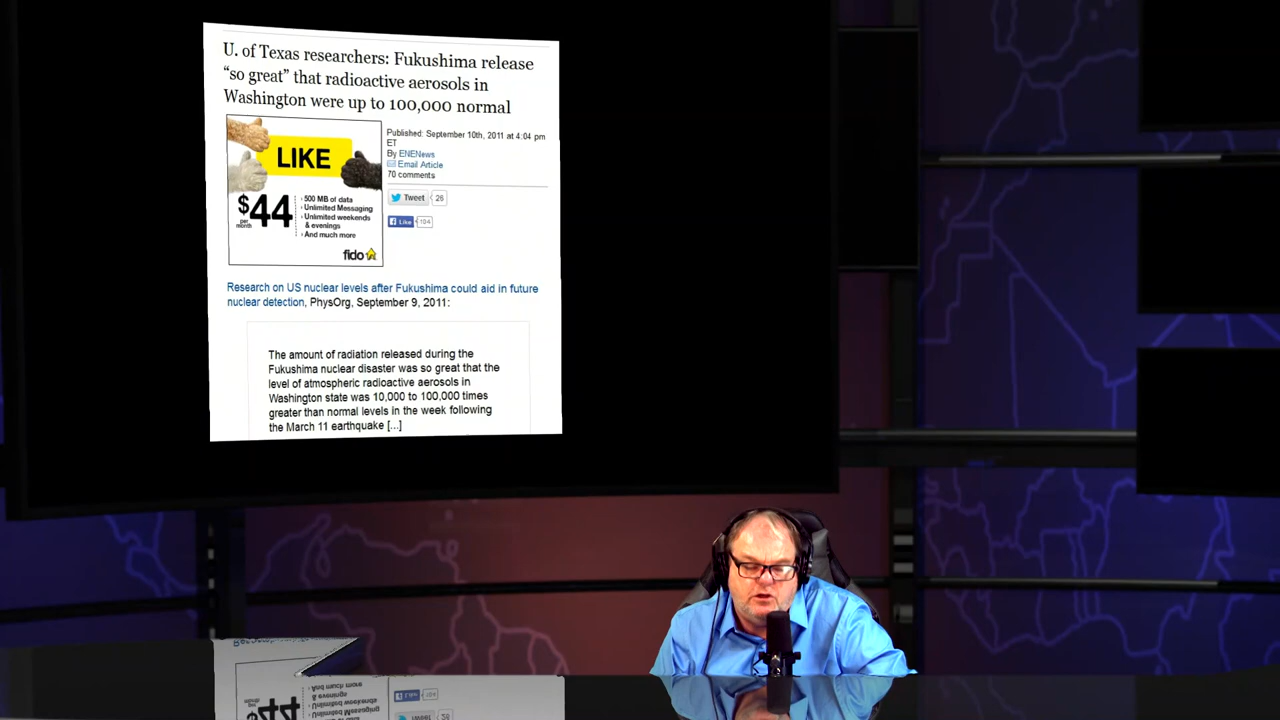 U. of Texas researchers: Fukushima release
“so great” that radioactive aerosols in
Washington were up to 100,000 normal
LIKE
$44
per month
› 500 MB of data
› Unlimited Messaging
› Unlimited weekends
& evenings
› And much more
fido
Published: September 10th, 2011 at 4:04 pm
ET
By ENENews
Email Article
70 comments
Tweet 26
Like 104
Research on US nuclear levels after Fukushima could aid in future
nuclear detection, PhysOrg, September 9, 2011:
The amount of radiation released during the
Fukushima nuclear disaster was so great that the
level of atmospheric radioactive aerosols in
Washington state was 10,000 to 100,000 times
greater than normal levels in the week following
the March 11 earthquake [...]